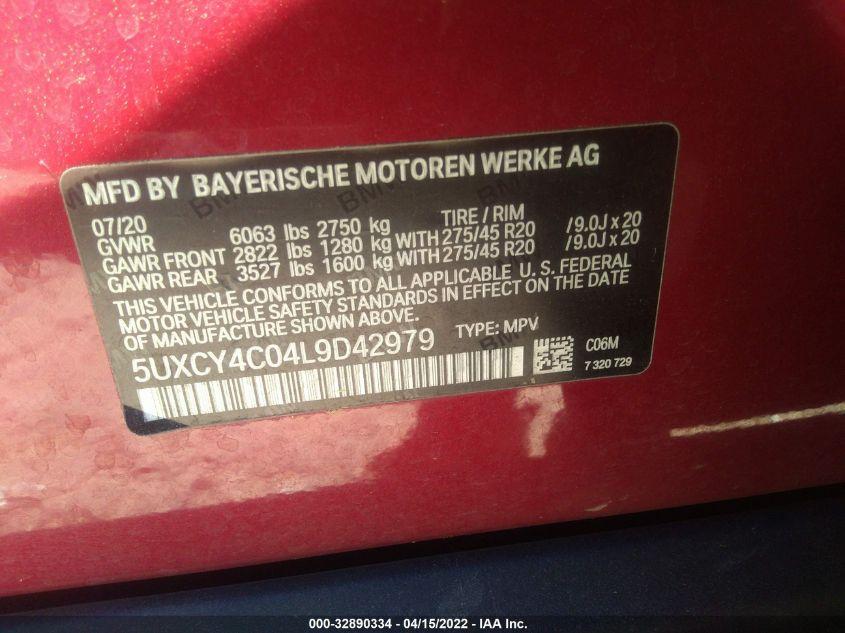 MFD BY BAYERISCHE MOTOREN WERKE AG
07/20 TIRE / RIM
GVWR 6063 lbs 2750 kg
GAWR FRONT 2822 lbs 1280 kg WITH 275/45 R20 /9.0J x 20
GAWR REAR 3527 lbs 1600 kg WITH 275/45 R20 /9.0J x 20
THIS VEHICLE CONFORMS TO ALL APPLICABLE U. S. FEDERAL
MOTOR VEHICLE SAFETY STANDARDS IN EFFECT ON THE DATE
OF MANUFACTURE SHOWN ABOVE.
5UXCY4C04L9D42979 TYPE: MPV
C06M
7 320 729
000-32890334 - 04/15/2022 - IAA Inc.